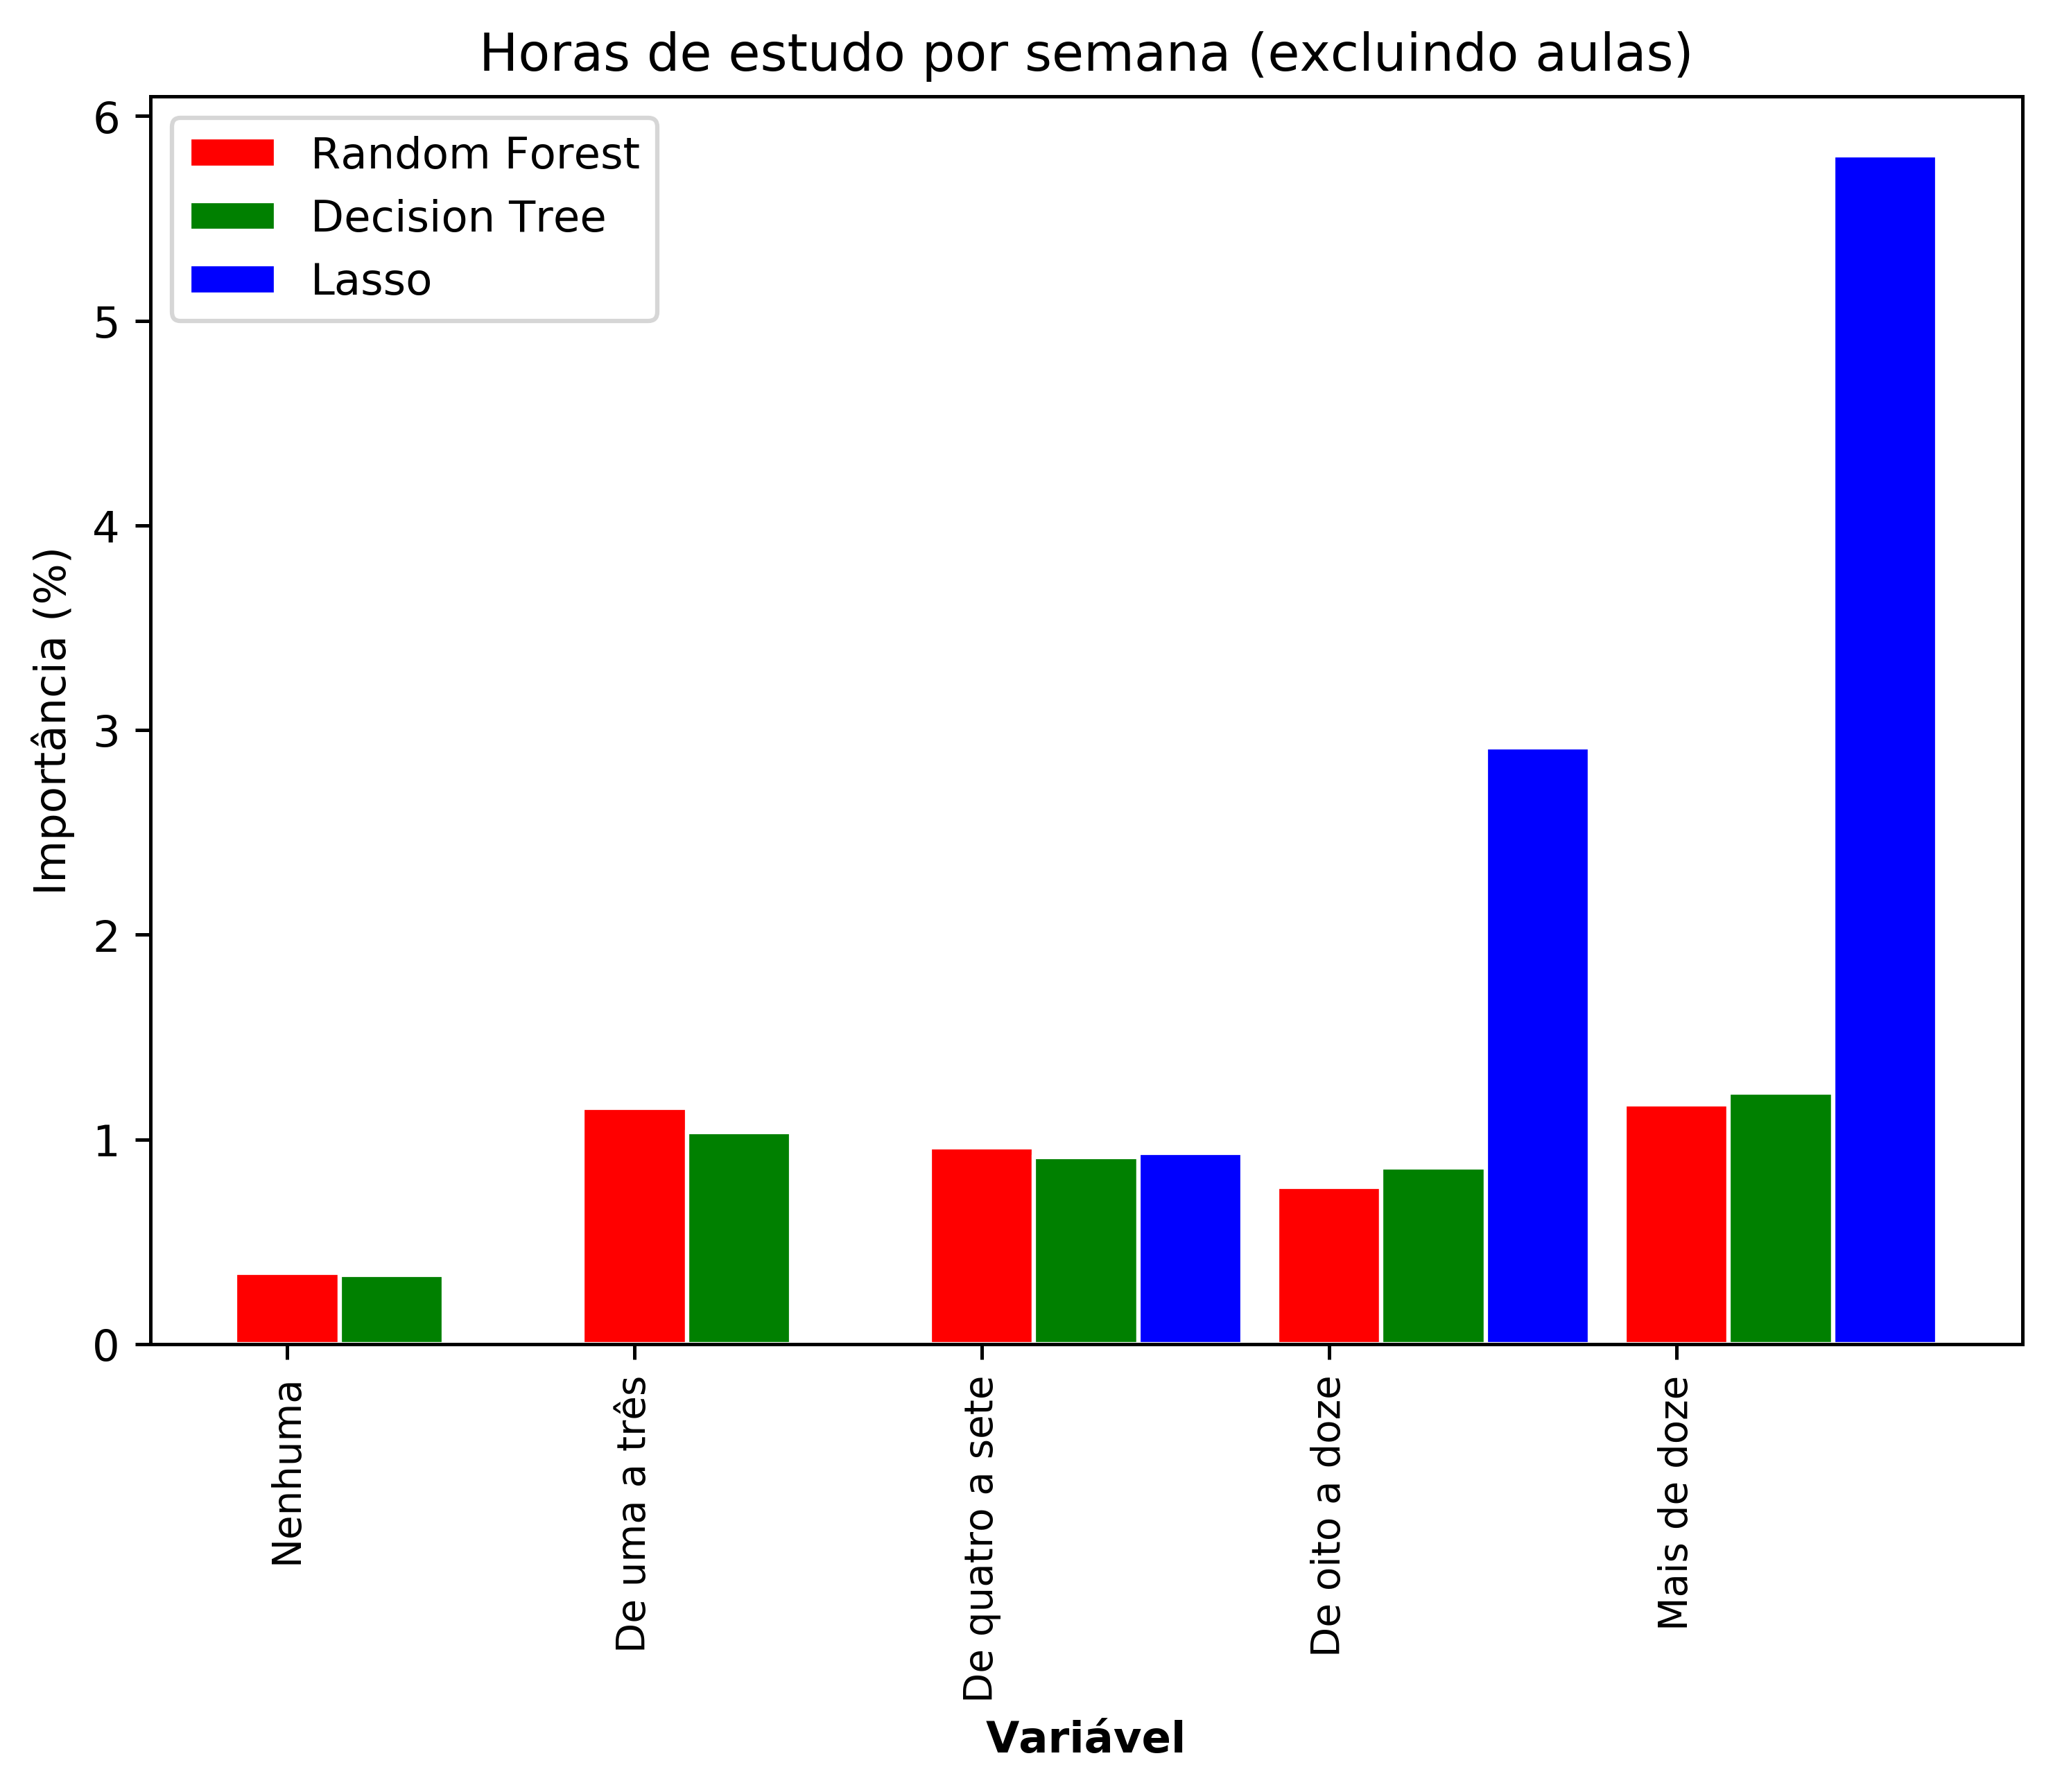 Horas de estudo por semana (excluindo aulas)
Random Forest
Decision Tree
Lasso
Importância (%)
6
5
4
3
2
1
0
Nenhuma
De uma a três
De quatro a sete
De oito a doze
Mais de doze
Variável